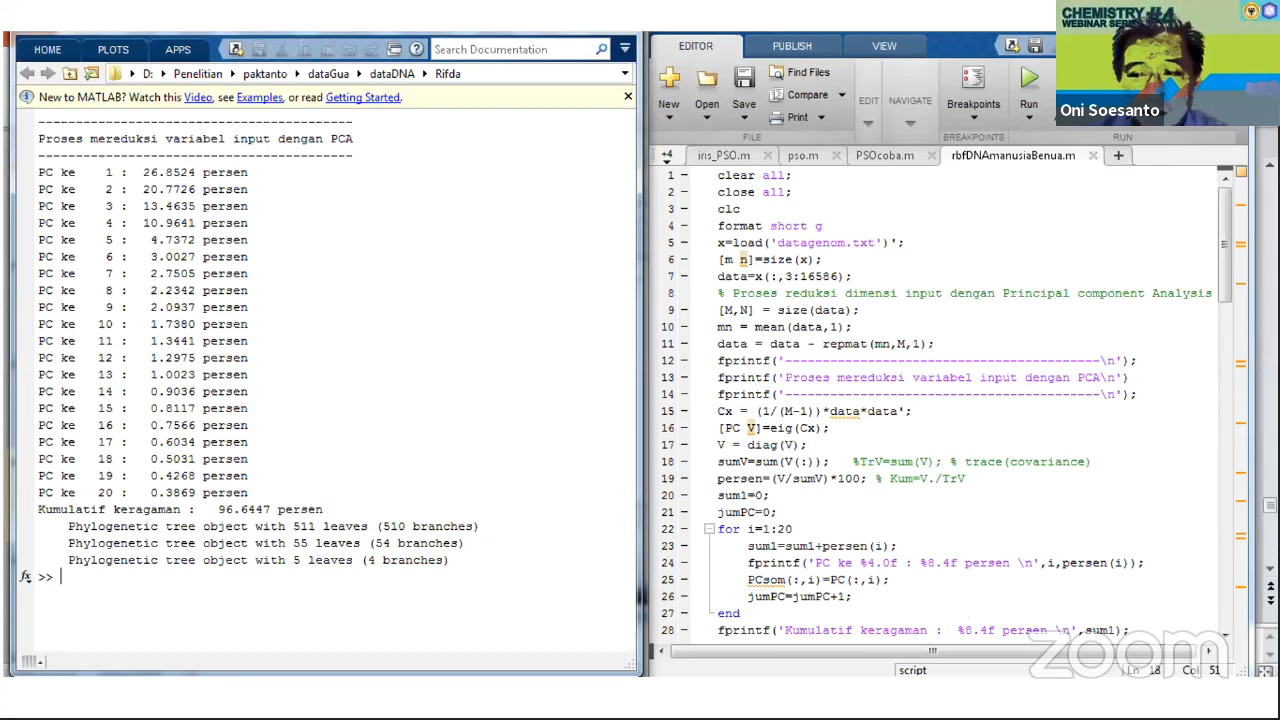 CHEMISTRY #4
WEBINAR SERIES
Oni Soesanto
HOME PLOTS APPS
Search Documentation
D: Penelitian paktanto dataGua dataDNA Rifda
New to MATLAB? Watch this Video, see Examples, or read Getting Started.
-------------------------------------------
Proses mereduksi variabel input dengan PCA
-------------------------------------------
PC ke 1 : 26.8524 persen
PC ke 2 : 20.7726 persen
PC ke 3 : 13.4635 persen
PC ke 4 : 10.9641 persen
PC ke 5 : 4.7372 persen
PC ke 6 : 3.0027 persen
PC ke 7 : 2.7505 persen
PC ke 8 : 2.2342 persen
PC ke 9 : 2.0937 persen
PC ke 10 : 1.7380 persen
PC ke 11 : 1.3441 persen
PC ke 12 : 1.2975 persen
PC ke 13 : 1.0023 persen
PC ke 14 : 0.9036 persen
PC ke 15 : 0.8117 persen
PC ke 16 : 0.7566 persen
PC ke 17 : 0.6034 persen
PC ke 18 : 0.5031 persen
PC ke 19 : 0.4268 persen
PC ke 20 : 0.3869 persen
Kumulatif keragaman : 96.6447 persen
Phylogenetic tree object with 511 leaves (510 branches)
Phylogenetic tree object with 55 leaves (54 branches)
Phylogenetic tree object with 5 leaves (4 branches)
fx >>
EDITOR PUBLISH VIEW
New Open Save
Find Files
Compare
Print
EDIT NAVIGATE
Breakpoints
Run
FILE BREAKPOINTS RUN
+4 iris_PSO.m pso.m PSOcoba.m rbfDNAmanusiaBenua.m
1 clear all;
2 close all;
3 clc
4 format short g
5 x=load('datagenom.txt')';
6 [m n]=size(x);
7 data=x(:,3:16586);
8 % Proses reduksi dimensi input dengan Principal component Analysis
9 [M,N] = size(data);
10 mn = mean(data,1);
11 data = data - repmat(mn,M,1);
12 fprintf('------------------------------------------\n');
13 fprintf('Proses mereduksi variabel input dengan PCA\n')
14 fprintf('------------------------------------------\n');
15 Cx = (1/(M-1))*data*data';
16 [PC V]=eig(Cx);
17 V = diag(V);
18 sumV=sum(V(:)); %TrV=sum(V); % trace(covariance)
19 persen=(V/sumV)*100; % Kum=V./TrV
20 sum1=0;
21 jumPC=0;
22 for i=1:20
23 sum1=sum1+persen(i);
24 fprintf('PC ke %4.0f : %8.4f persen \n',i,persen(i));
25 PCsom(:,i)=PC(:,i);
26 jumPC=jumPC+1;
27 end
28 fprintf('Kumulatif keragaman : %8.4f persen \n',sum1);
script Ln 18 Col 51
zoom